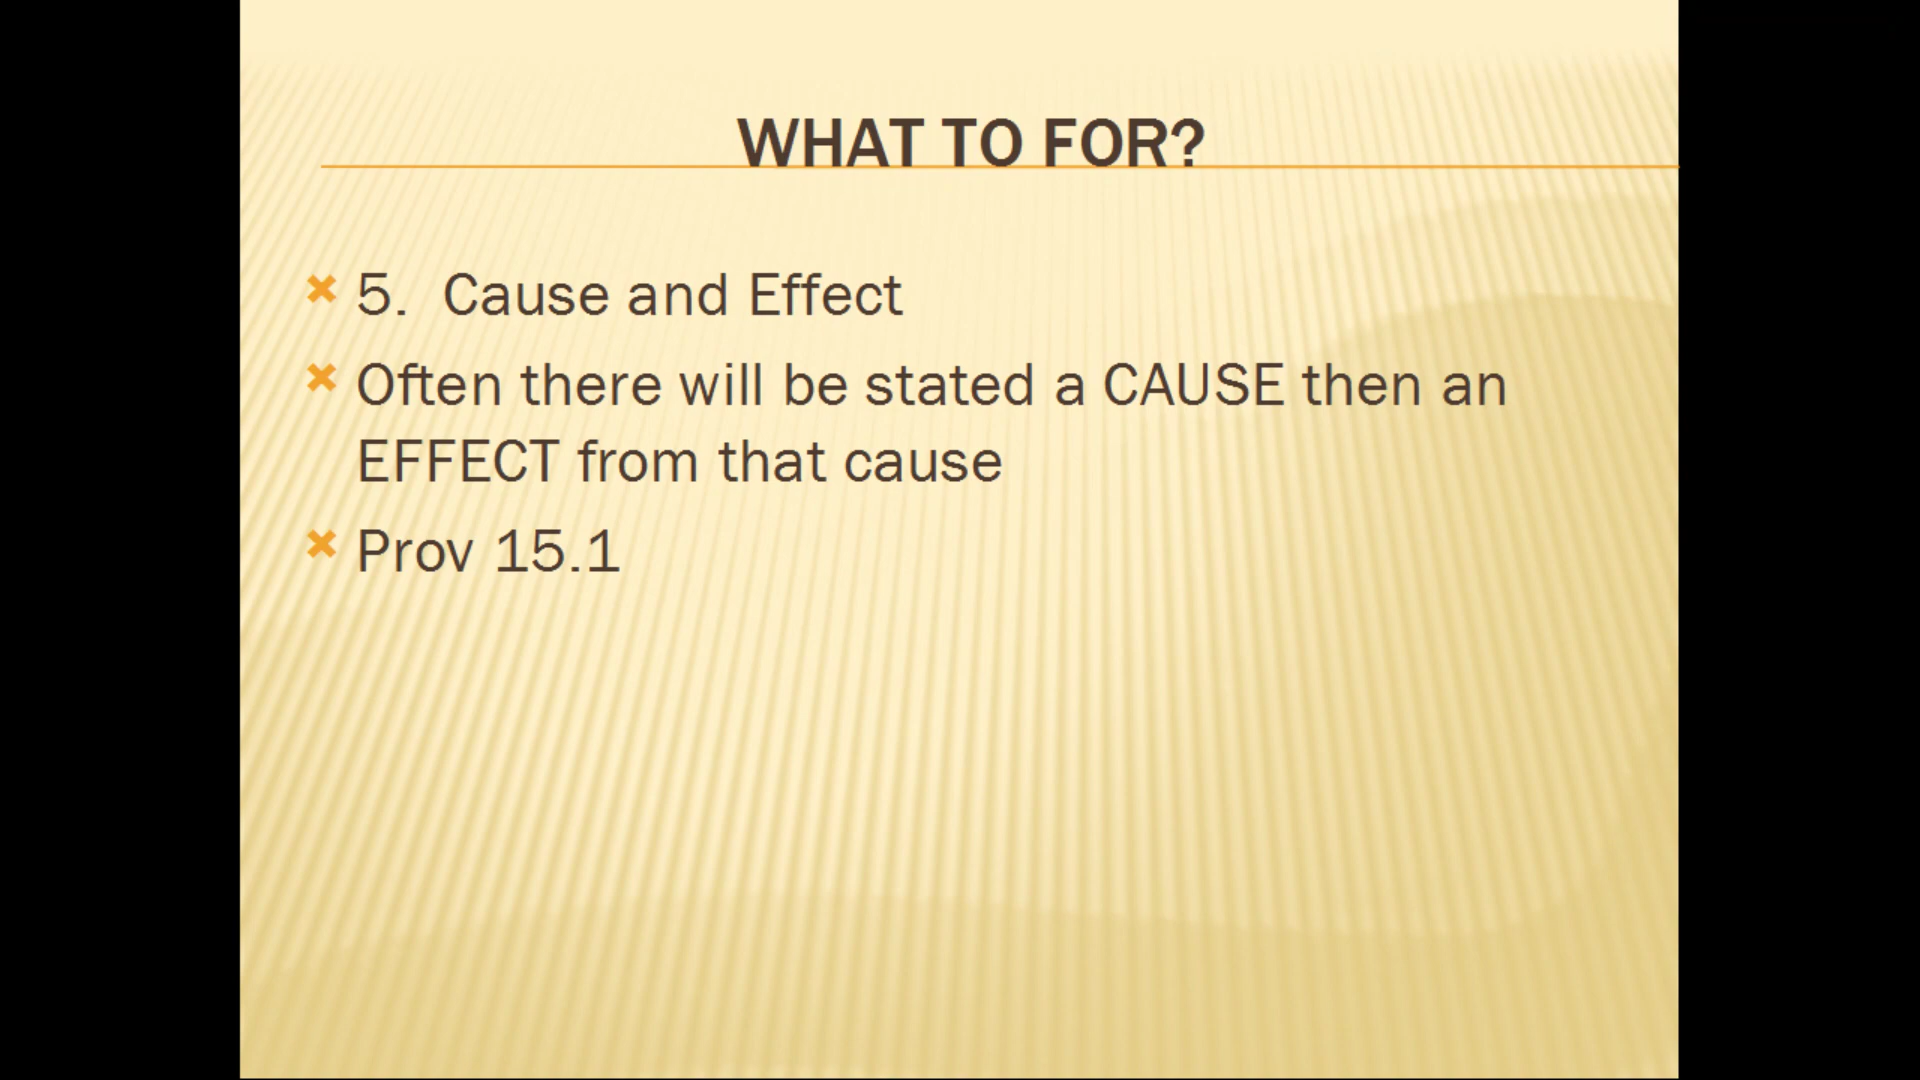 WHAT TO FOR?
5. Cause and Effect
Often there will be stated a CAUSE then an
EFFECT from that cause
Prov 15.1